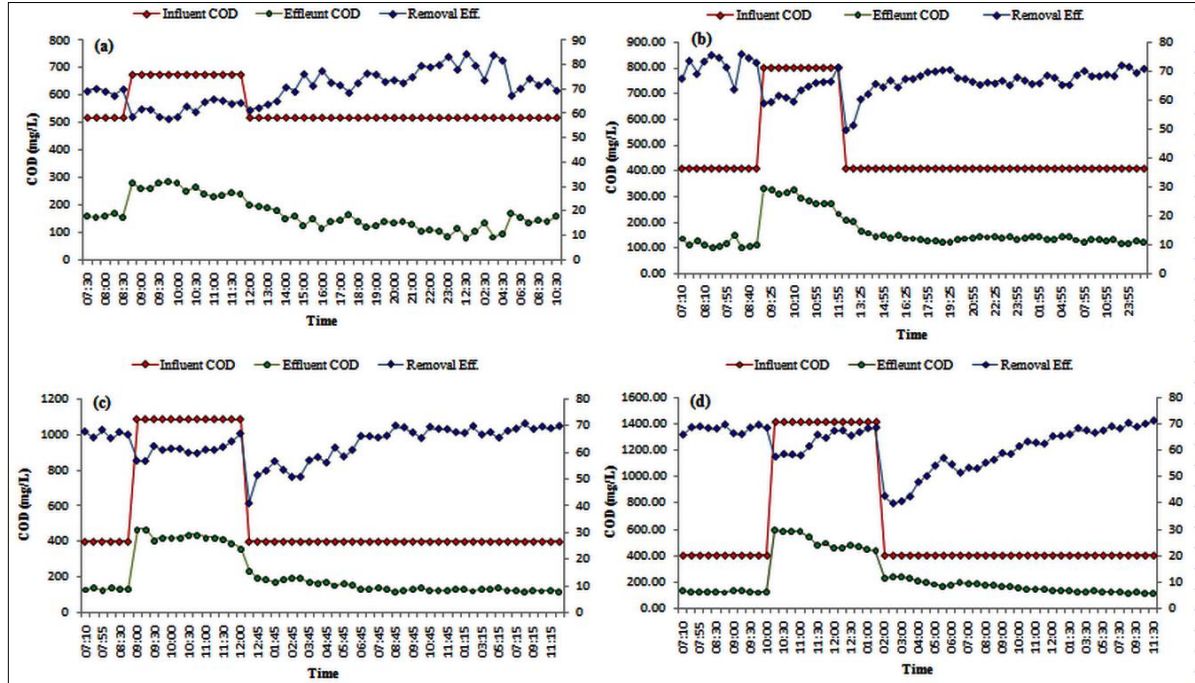 Influent COD Effleunt COD Removal Eff.
(a)
800 700 600 500 400 300 200 100 0
COD (mg/L)
90 80 70 60 50 40 30 20 10 0
07:30 08:00 08:30 09:00 09:30 10:00 10:30 11:00 11:30 12:00 13:00 14:00 15:00 16:00 17:00 18:00 19:00 20:00 21:00 22:00 23:00 12:30 02:30 04:30 06:30 08:30 10:30
Time
Influent COD Effleunt COD Removal Eff.
(b)
900.00 800.00 700.00 600.00 500.00 400.00 300.00 200.00 100.00 0.00
COD (mg/L)
80 70 60 50 40 30 20 10 0
07:10 08:10 07:55 08:40 09:25 10:10 10:55 11:55 13:25 14:55 16:25 17:55 19:25 20:55 22:25 23:55 01:55 04:55 07:55 10:55 23:55
Time
Influent COD Effleunt COD Removal Eff.
(c)
1200 1000 800 600 400 200 0
COD (mg/L)
80 70 60 50 40 30 20 10 0
07:10 07:55 08:30 09:00 09:30 10:00 10:30 11:00 11:30 12:00 12:45 01:45 02:45 03:45 04:45 05:45 06:45 07:45 08:45 09:45 10:45 11:45 01:15 03:15 05:15 07:15 09:15 11:15
Time
Influent COD Effleunt COD Removal Eff.
(d)
1600.00 1400.00 1200.00 1000.00 800.00 600.00 400.00 200.00 0.00
COD (mg/L)
80 70 60 50 40 30 20 10 0
07:10 07:55 08:30 09:00 09:30 10:00 10:30 11:00 11:30 12:00 12:30 01:00 02:00 03:00 04:00 05:00 06:00 07:00 08:00 09:00 10:00 11:00 12:30 01:30 03:30 05:30 07:30 09:30 11:30
Time